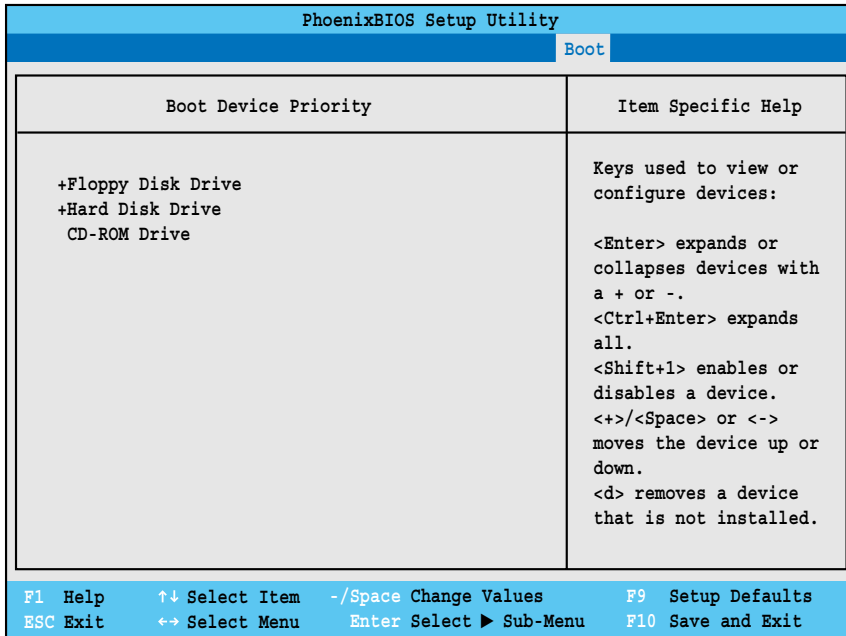 PhoenixBIOS Setup Utility
Boot
Boot Device Priority
Item Specific Help
+Floppy Disk Drive
+Hard Disk Drive
CD-ROM Drive
Keys used to view or
configure devices:
<Enter> expands or
collapses devices with
a + or -.
<Ctrl+Enter> expands
all.
<Shift+1> enables or
disables a device.
<+>/<Space> or <->
moves the device up or
down.
<d> removes a device
that is not installed.
F1 Help ↑↓ Select Item -/Space Change Values F9 Setup Defaults
ESC Exit ←→ Select Menu Enter Select ▶ Sub-Menu F10 Save and Exit